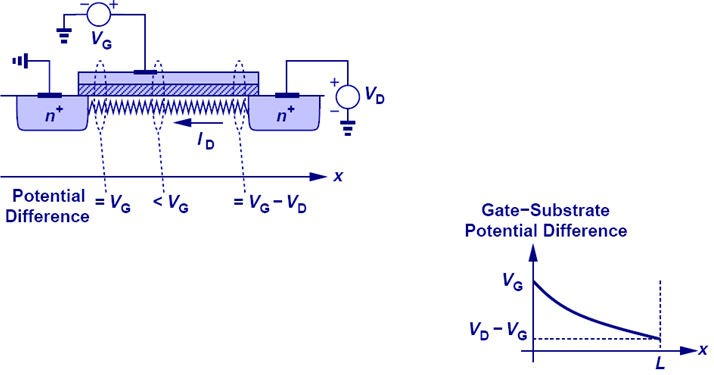 − +
V_G
n+
I_D
n+
+
−
V_D
x
Potential Difference
= V_G
< V_G
= V_G − V_D
Gate−Substrate
Potential Difference
V_G
V_D − V_G
L
x